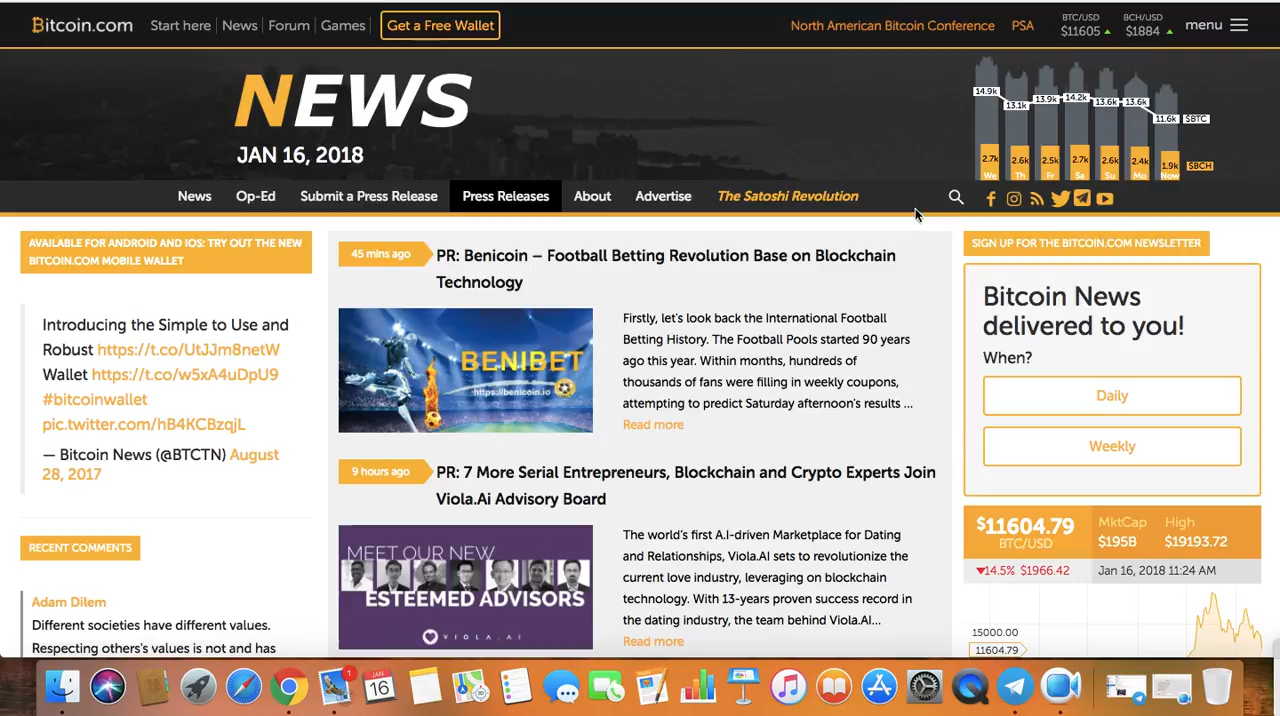 Bitcoin.com
Start here
News
Forum
Games
Get a Free Wallet
North American Bitcoin Conference
PSA
BTC/USD
$11605
BCH/USD
$1884
menu
NEWS
JAN 16, 2018
14.9k
13.1k
13.9k
14.2k
13.6k
13.6k
11.6k
$BTC
2.7k
2.6k
2.5k
2.7k
2.6k
2.4k
1.9k
$BCH
We
Th
Fr
Sa
Su
Mo
Now
News
Op-Ed
Submit a Press Release
Press Releases
About
Advertise
The Satoshi Revolution
AVAILABLE FOR ANDROID AND IOS: TRY OUT THE NEW
BITCOIN.COM MOBILE WALLET
Introducing the Simple to Use and
Robust https://t.co/UtJJm8netW
Wallet https://t.co/w5xA4uDpU9
#bitcoinwallet
pic.twitter.com/hB4KCBzqjL
— Bitcoin News (@BTCTN) August
28, 2017
RECENT COMMENTS
Adam Dilem
Different societies have different values.
Respecting others's values is not and has
45 mins ago
PR: Benicoin – Football Betting Revolution Base on Blockchain
Technology
BENIBET
https://benicoin.io
Firstly, let's look back the International Football
Betting History. The Football Pools started 90 years
ago this year. Within months, hundreds of
thousands of fans were filling in weekly coupons,
attempting to predict Saturday afternoon's results ...
Read more
9 hours ago
PR: 7 More Serial Entrepreneurs, Blockchain and Crypto Experts Join
Viola.Ai Advisory Board
MEET OUR NEW
ESTEEMED ADVISORS
VIOLA.AI
The world's first A.I-driven Marketplace for Dating
and Relationships, Viola.AI sets to revolutionize the
current love industry, leveraging on blockchain
technology. With 13-years proven success record in
the dating industry, the team behind Viola.AI...
Read more
SIGN UP FOR THE BITCOIN.COM NEWSLETTER
Bitcoin News
delivered to you!
When?
Daily
Weekly
$11604.79
BTC/USD
MktCap
$195B
High
$19193.72
14.5% $1966.42
Jan 16, 2018 11:24 AM
15000.00
11604.79
1
JAN
16